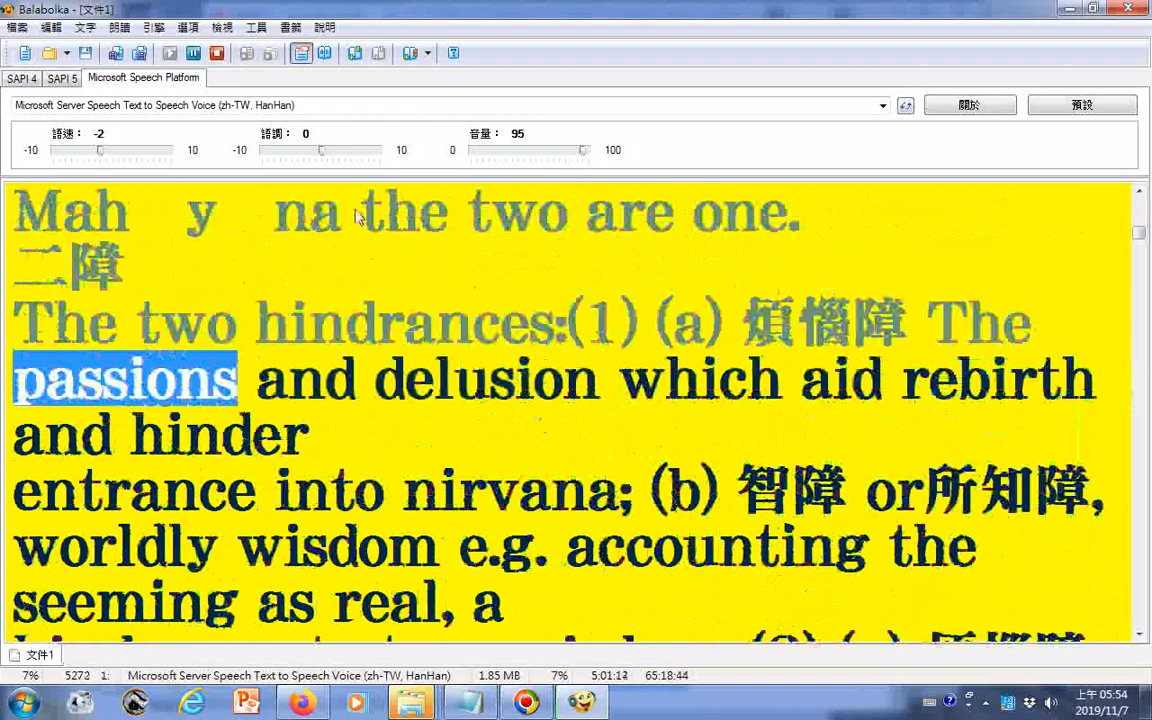 Balabolka - [文件1]
檔案 編輯 文字 朗讀 引擎 選項 檢視 工具 書籤 說明
SAPI 4 SAPI 5 Microsoft Speech Platform
Microsoft Server Speech Text to Speech Voice (zh-TW, HanHan) 關於 預設
語速： -2 語調： 0 音量： 95
-10 10 -10 10 0 100
Mah y na the two are one.
二障
The two hindrances:(1) (a) 煩惱障 The
passions and delusion which aid rebirth
and hinder
entrance into nirvana; (b) 智障 or所知障,
worldly wisdom e.g. accounting the
seeming as real, a
文件1
7% 5272 1: Microsoft Server Speech Text to Speech Voice (zh-TW, HanHan) 1.85 MB 7% 5:01:12 65:18:44
上午 05:54
2019/11/7